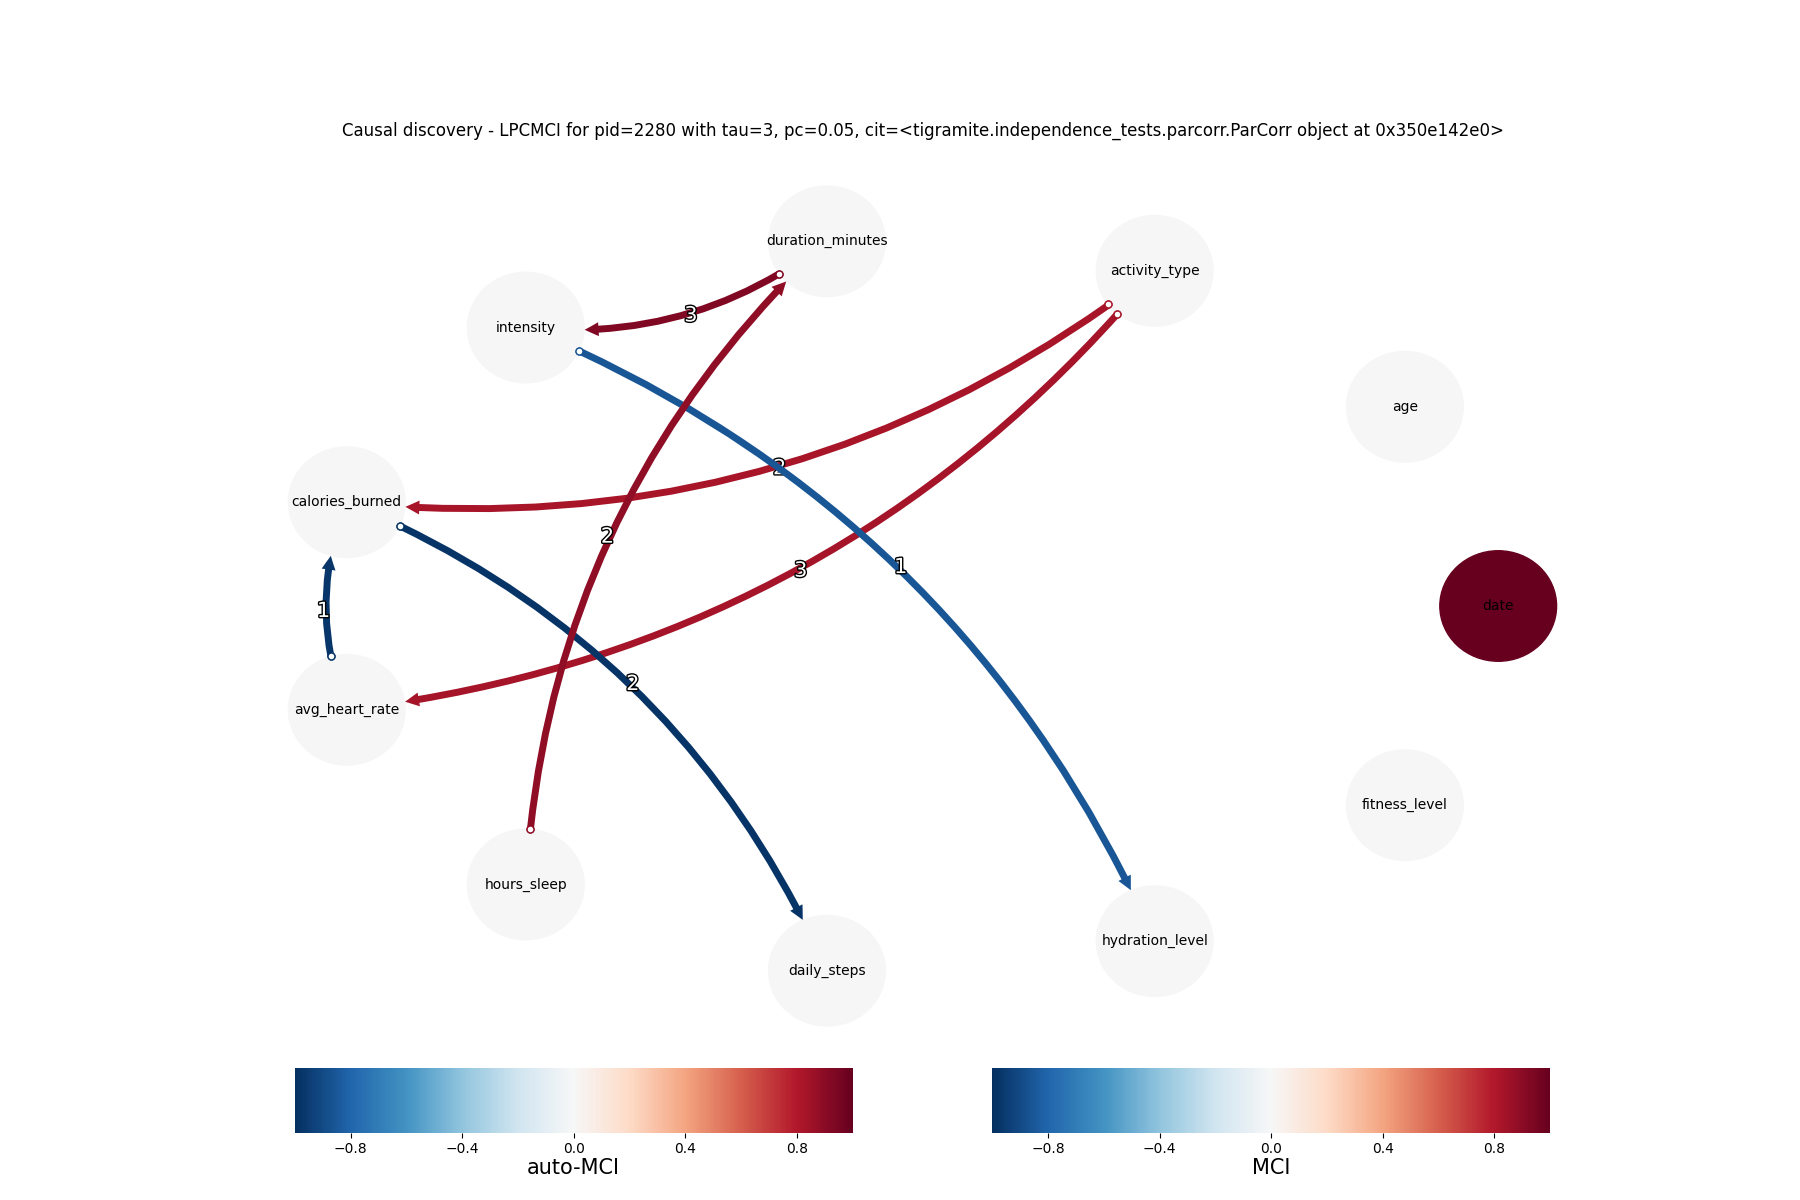 Causal discovery - LPCMCI for pid=2280 with tau=3, pc=0.05, cit=<tigramite.independence_tests.parcorr.ParCorr object at 0x350e142e0>
duration_minutes
activity_type
3
intensity
age
2
calories_burned
2
1
3
date
1
2
avg_heart_rate
fitness_level
hours_sleep
hydration_level
daily_steps
−0.8 −0.4 0.0 0.4 0.8
auto-MCI
−0.8 −0.4 0.0 0.4 0.8
MCI